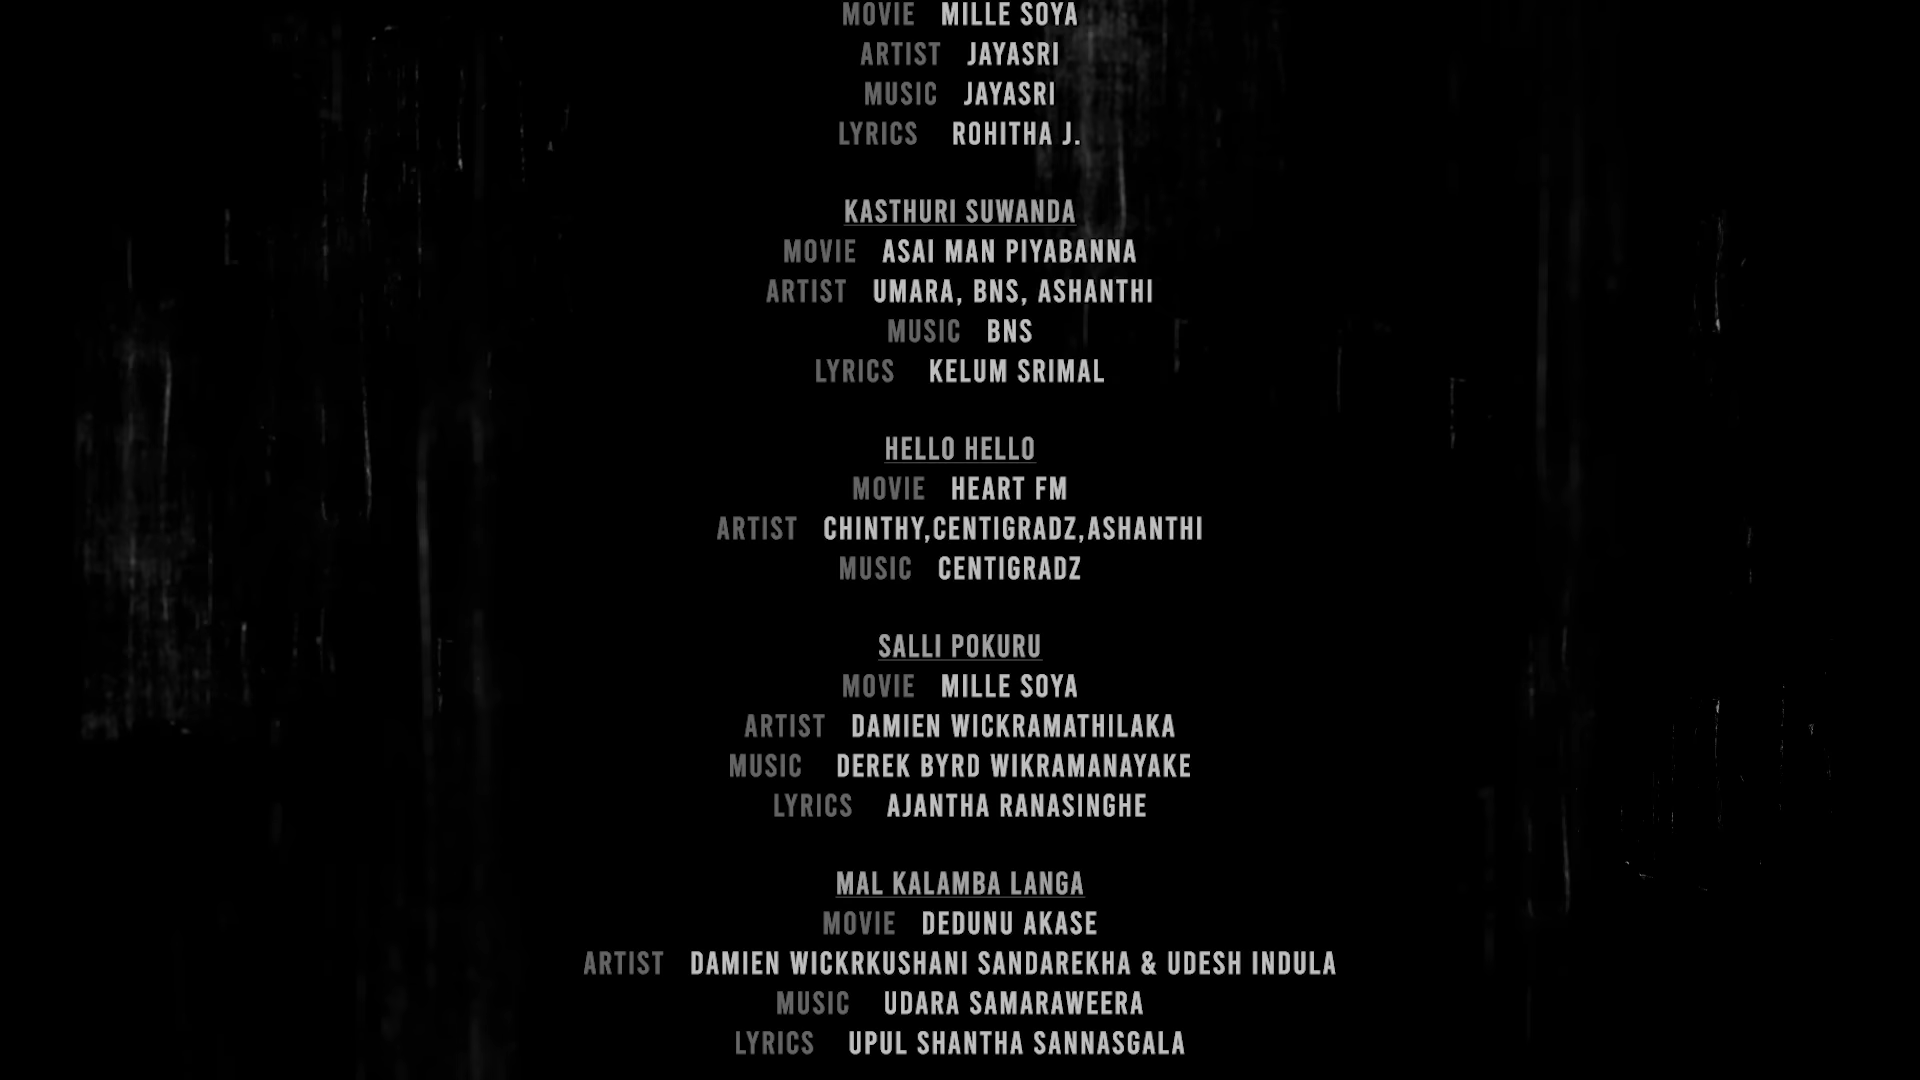 MOVIE MILLE SOYA
ARTIST JAYASRI
MUSIC JAYASRI
LYRICS ROHITHA J.
KASTHURI SUWANDA
MOVIE ASAI MAN PIYABANNA
ARTIST UMARA, BNS, ASHANTHI
MUSIC BNS
LYRICS KELUM SRIMAL
HELLO HELLO
MOVIE HEART FM
ARTIST CHINTHY,CENTIGRADZ,ASHANTHI
MUSIC CENTIGRADZ
SALLI POKURU
MOVIE MILLE SOYA
ARTIST DAMIEN WICKRAMATHILAKA
MUSIC DEREK BYRD WIKRAMANAYAKE
LYRICS AJANTHA RANASINGHE
MAL KALAMBA LANGA
MOVIE DEDUNU AKASE
ARTIST DAMIEN WICKRKUSHANI SANDAREKHA & UDESH INDULA
MUSIC UDARA SAMARAWEERA
LYRICS UPUL SHANTHA SANNASGALA